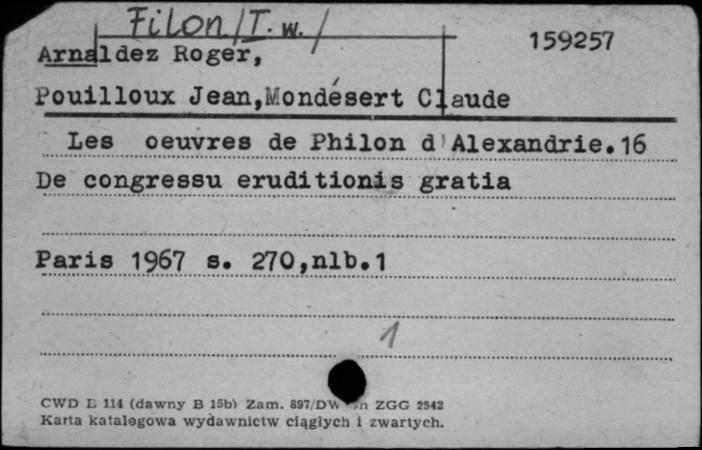 Filon /T. w./
159257
Arnaldez Roger,
Pouilloux Jean,Mondésert Claude
Les oeuvres de Philon d'Alexandrie.16
De congressu eruditionis gratia
Paris 1967 s. 270,nlb.1
1
CWD E 114 (dawny B 15b) Zam. 897/DW ZGG 2542
Karta katalogowa wydawnictw ciągłych i zwartych.